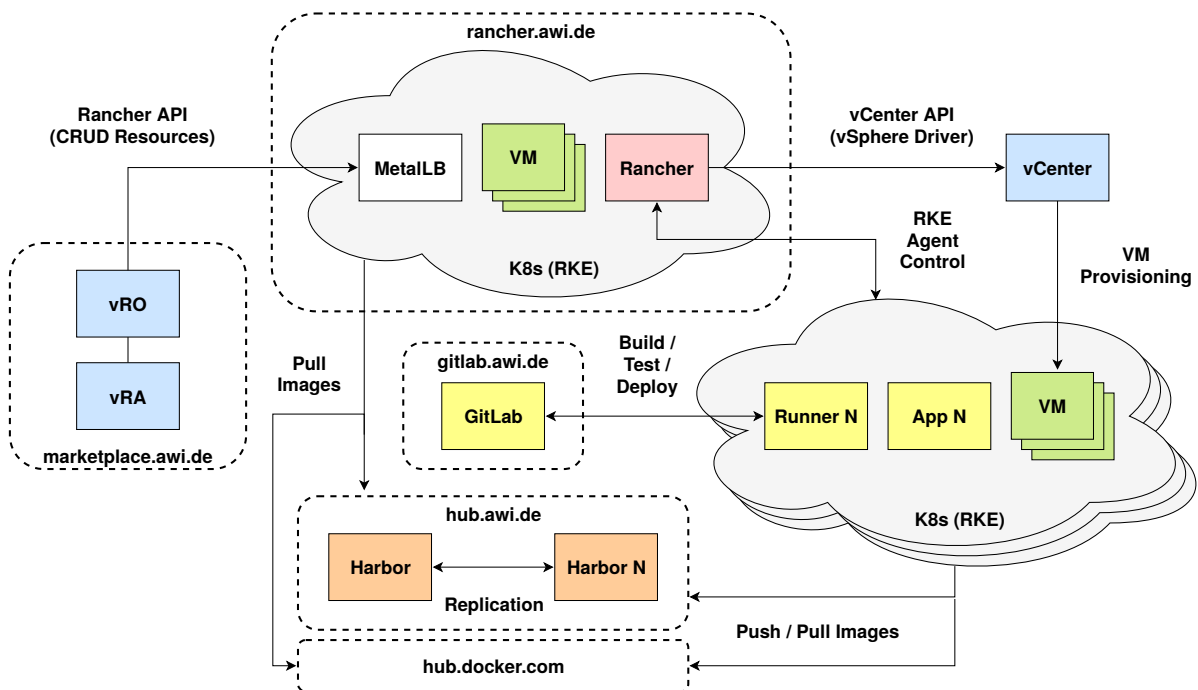 rancher.awi.de
Rancher API
(CRUD Resources)
vCenter API
(vSphere Driver)
MetalLB
VM
Rancher
vCenter
RKE
Agent
Control
K8s (RKE)
VM
Provisioning
vRO
vRA
marketplace.awi.de
Pull
Images
gitlab.awi.de
GitLab
Build /
Test /
Deploy
Runner N
App N
VM
K8s (RKE)
hub.awi.de
Harbor
Harbor N
Replication
Push / Pull Images
hub.docker.com